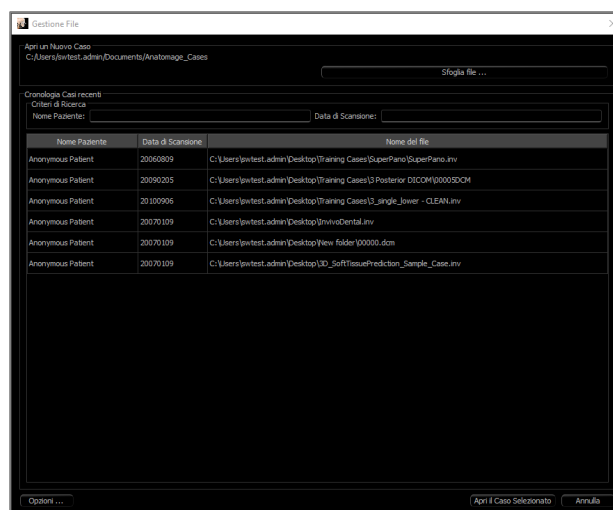 Gestione File
Apri un Nuovo Caso
C:/Users/swtest.admin/Documents/Anatomage_Cases
Sfoglia file ...
Cronologia Casi recenti
Criteri di Ricerca
Nome Paziente: Data di Scansione:
Nome Paziente Data di Scansione Nome del file
Anonymous Patient 20060809 C:\Users\swtest.admin\Desktop\Training Cases\SuperPano\SuperPano.inv
Anonymous Patient 20090205 C:\Users\swtest.admin\Desktop\Training Cases\3 Posterior DICOM\00005DCM
Anonymous Patient 20100906 C:\Users\swtest.admin\Desktop\Training Cases\3_single_lower - CLEAN.inv
Anonymous Patient 20070109 C:\Users\swtest.admin\Desktop\InvivoDental.inv
Anonymous Patient 20070109 C:\Users\swtest.admin\Desktop\New folder\00000.dcm
Anonymous Patient 20070109 C:\Users\swtest.admin\Desktop\3D_SoftTissuePrediction_Sample_Case.inv
Opzioni ... Apri il Caso Selezionato Annulla